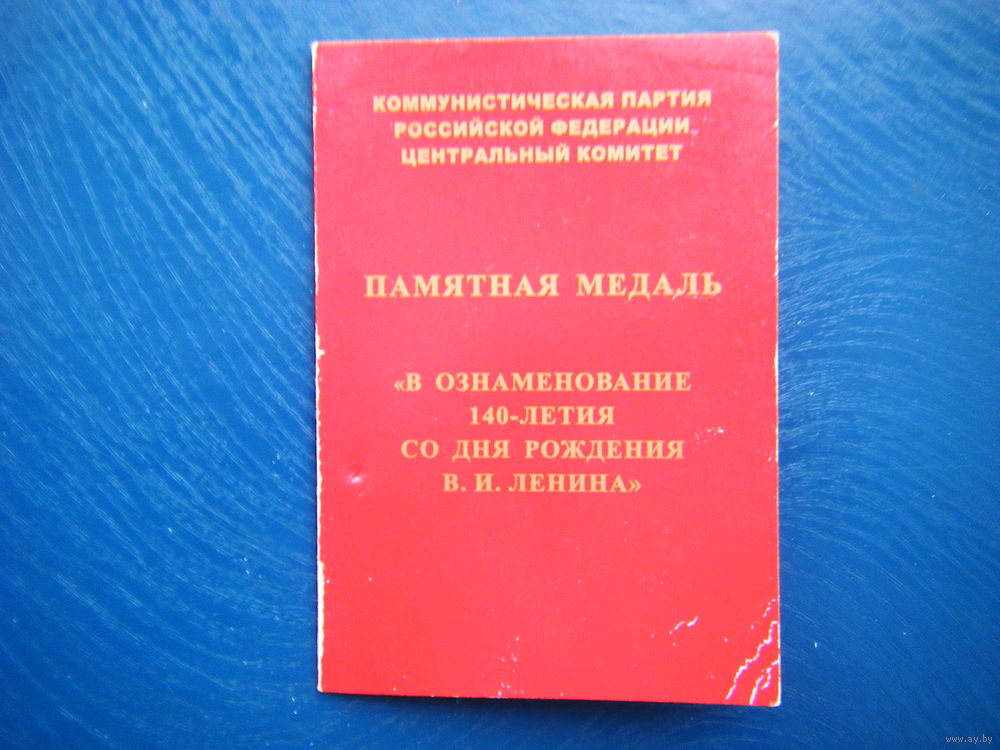 КОММУНИСТИЧЕСКАЯ ПАРТИЯ
РОССИЙСКОЙ ФЕДЕРАЦИИ
ЦЕНТРАЛЬНЫЙ КОМИТЕТ
ПАМЯТНАЯ МЕДАЛЬ
«В ОЗНАМЕНОВАНИЕ
140-ЛЕТИЯ
СО ДНЯ РОЖДЕНИЯ
В. И. ЛЕНИНА»
www.ay.by